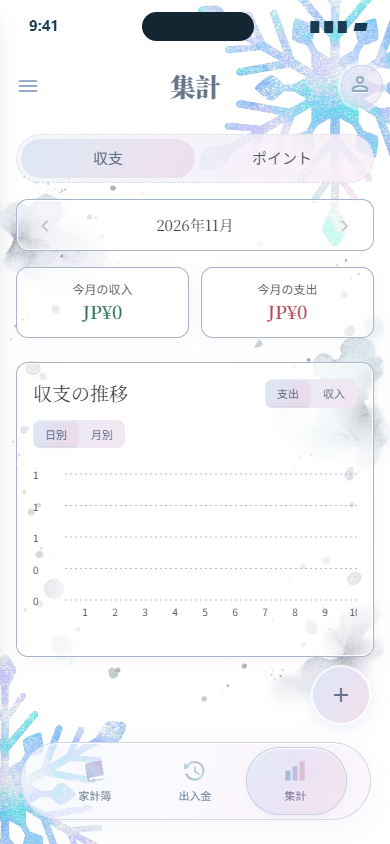 9:41
集計
収支
ポイント
2026年11月
今月の収入
今月の支出
JP¥0
JP¥0
収支の推移
支出
収入
日別
月別
1
1
1
0
0
1 2 3 4 5 6 7 8 9
+
家計簿
出入金
集計